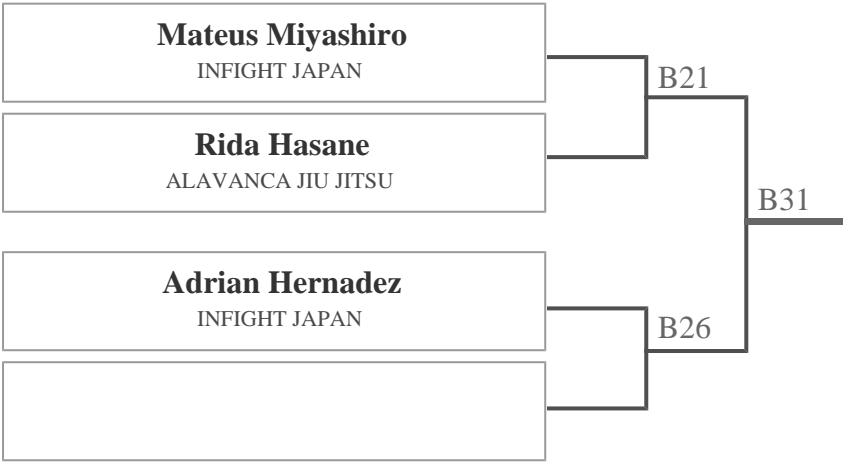 Mateus Miyashiro
INFIGHT JAPAN
B21
Rida Hasane
ALAVANCA JIU JITSU
B31
Adrian Hernadez
INFIGHT JAPAN
B26